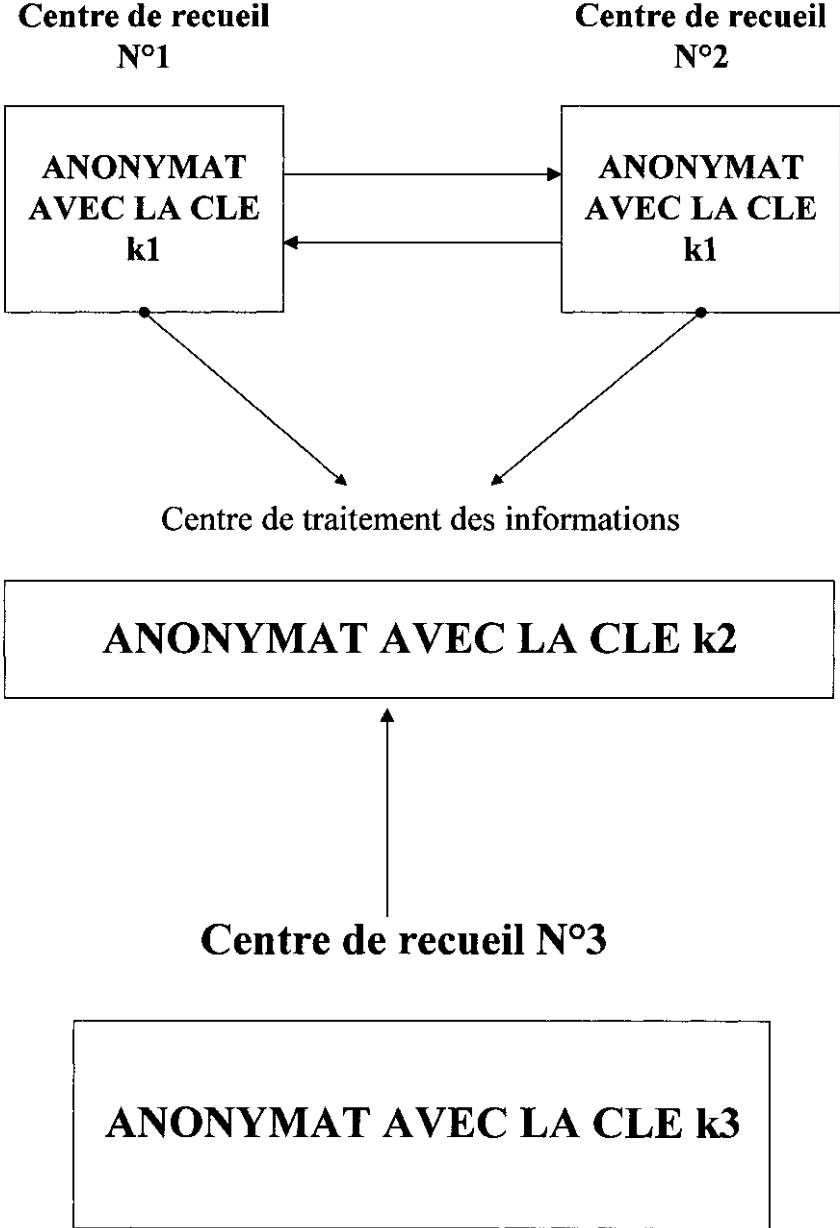 Centre de recueil
N°1
Centre de recueil
N°2
ANONYMAT
AVEC LA CLE
k1
ANONYMAT
AVEC LA CLE
k1
Centre de traitement des informations
ANONYMAT AVEC LA CLE k2
Centre de recueil N°3
ANONYMAT AVEC LA CLE k3